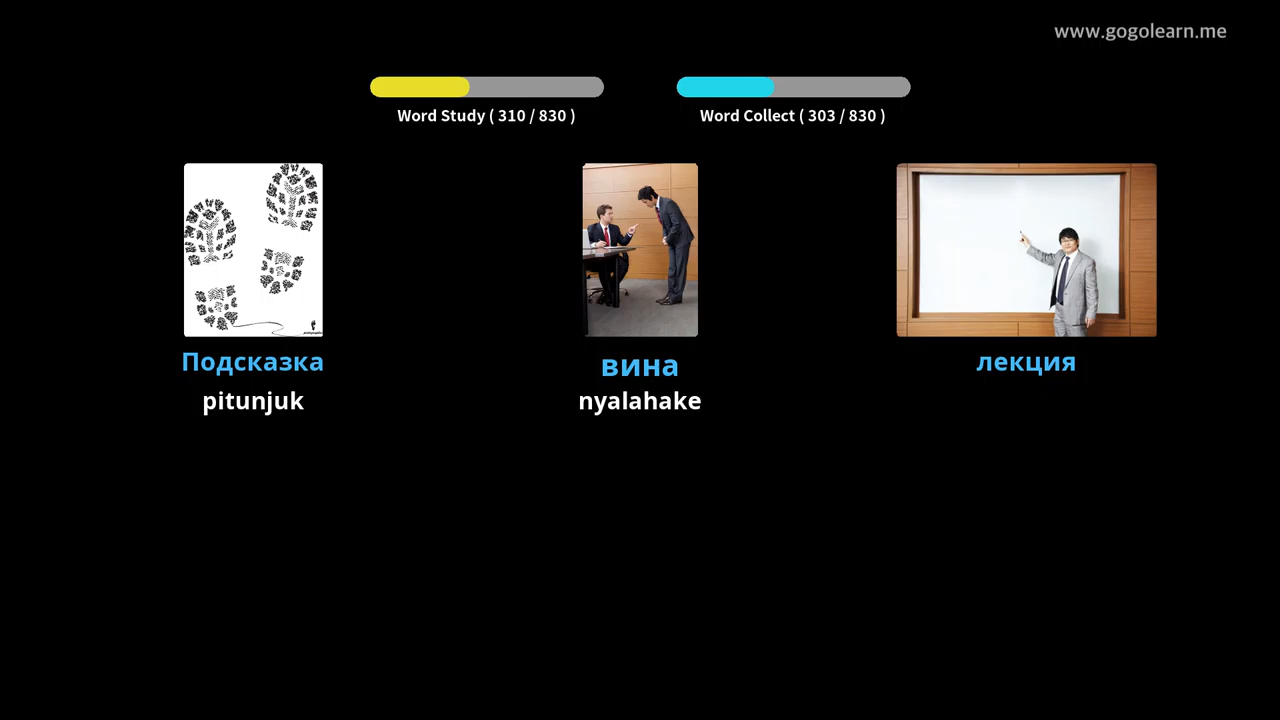 www.gogolearn.me
Word Study ( 310 / 830 )
Word Collect ( 303 / 830 )
Подсказка
вина
лекция
pitunjuk
nyalahake